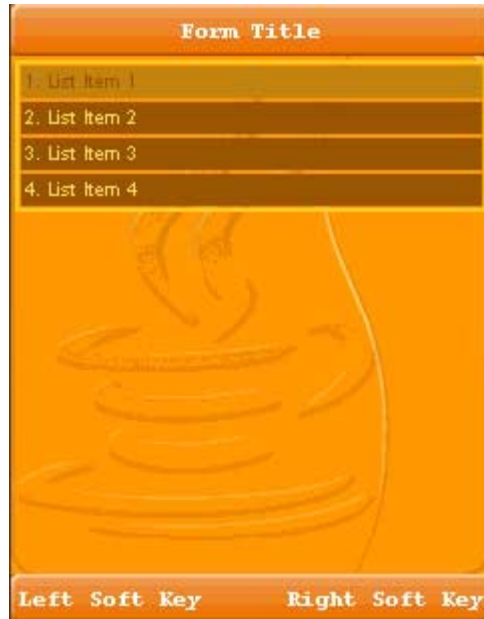 Form Title
1. List Item 1
2. List Item 2
3. List Item 3
4. List Item 4
Left Soft Key Right Soft Key